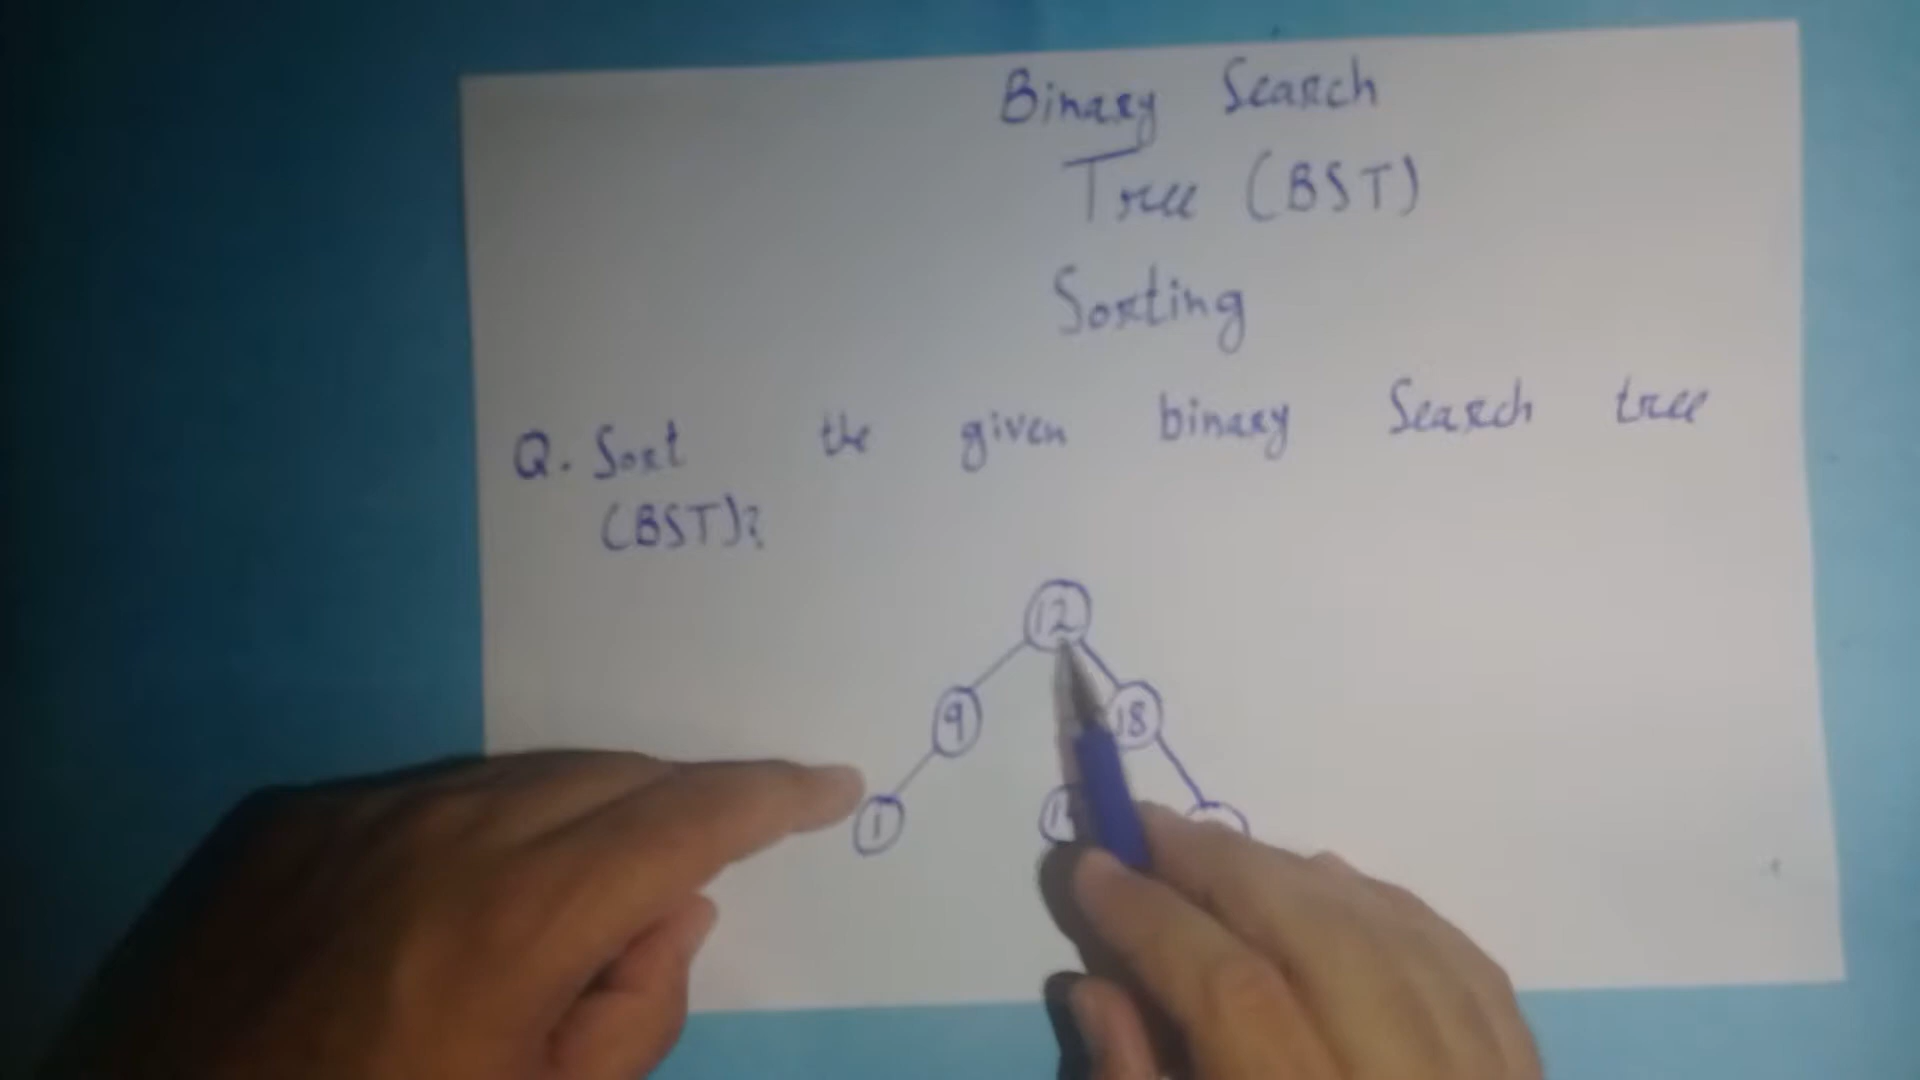 Binary Search
Tree (BST)
Sorting
Q. Sort the given binary Search tree
(BST)?
12
9 18
1